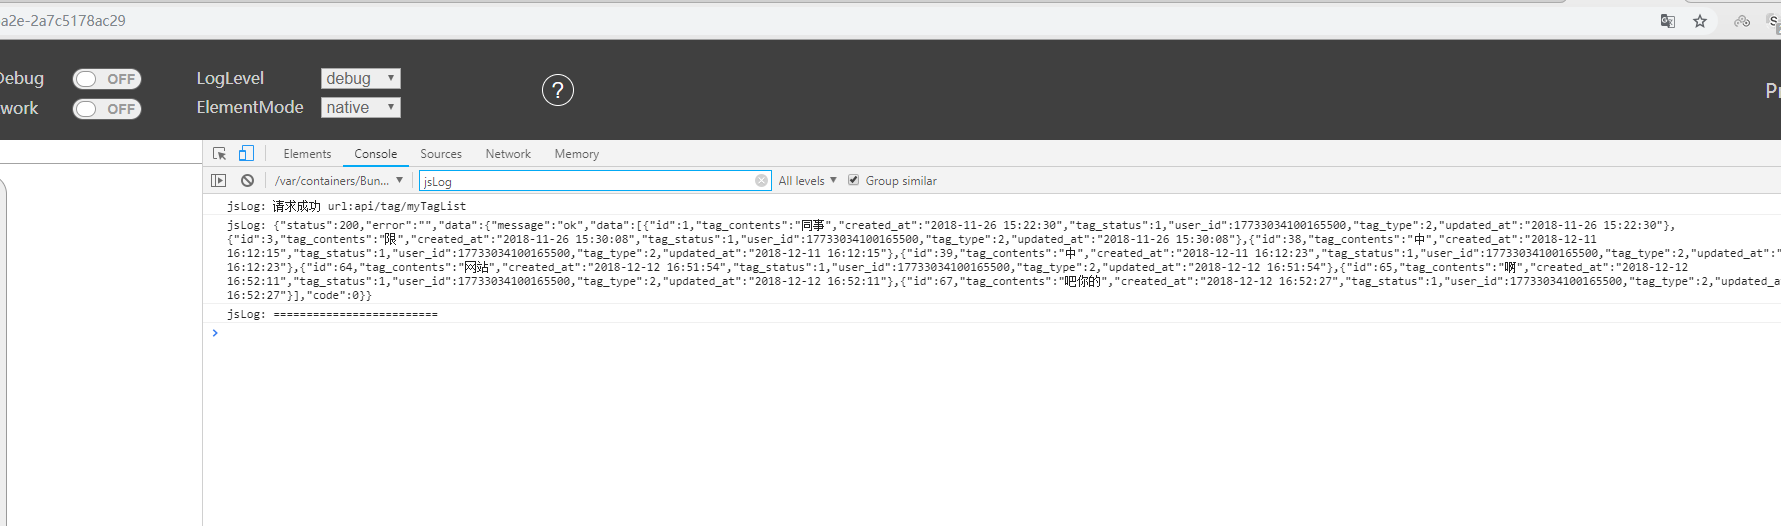 a2e-2a7c5178ac29
Debug OFF LogLevel debug
work OFF ElementMode native
?
Elements Console Sources Network Memory
/var/containers/Bun... jsLog All levels Group similar
jsLog: 请求成功 url:api/tag/myTagList
jsLog: {"status":200,"error":"","data":{"message":"ok","data":[{"id":1,"tag_contents":"同事","created_at":"2018-11-26 15:22:30","tag_status":1,"user_id":17733034100165500,"tag_type":2,"updated_at":"2018-11-26 15:22:30"},
{"id":3,"tag_contents":"限","created_at":"2018-11-26 15:30:08","tag_status":1,"user_id":17733034100165500,"tag_type":2,"updated_at":"2018-11-26 15:30:08"},{"id":38,"tag_contents":"中","created_at":"2018-12-11
16:12:15","tag_status":1,"user_id":17733034100165500,"tag_type":2,"updated_at":"2018-12-11 16:12:15"},{"id":39,"tag_contents":"中","created_at":"2018-12-11 16:12:23","tag_status":1,"user_id":17733034100165500,"tag_type":2,"updated_at":"2018-12-11
16:12:23"},{"id":64,"tag_contents":"网站","created_at":"2018-12-12 16:51:54","tag_status":1,"user_id":17733034100165500,"tag_type":2,"updated_at":"2018-12-12 16:51:54"},{"id":65,"tag_contents":"啊","created_at":"2018-12-12
16:52:11","tag_status":1,"user_id":17733034100165500,"tag_type":2,"updated_at":"2018-12-12 16:52:11"},{"id":67,"tag_contents":"吧你的","created_at":"2018-12-12 16:52:27","tag_status":1,"user_id":17733034100165500,"tag_type":2,"updated_a
16:52:27"}],"code":0}}
jsLog: =========================